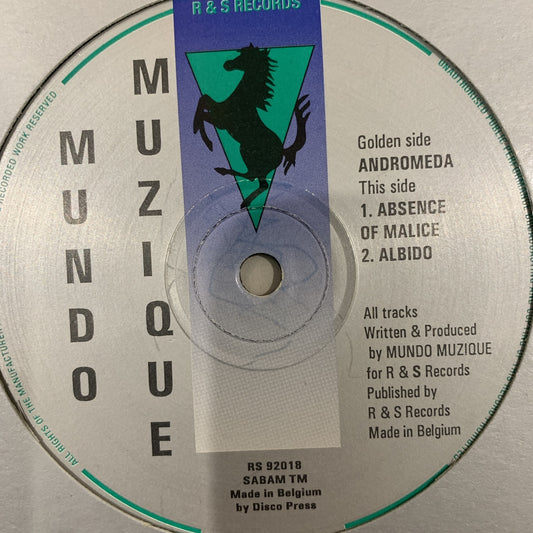 R & S RECORDS
MUNDO
MUZIQUE
Golden side
ANDROMEDA
This side
1. ABSENCE
OF MALICE
2. ALBIDO
All tracks
Written & Produced
by MUNDO MUZIQUE
for R & S Records
Published by
R & S Records
Made in Belgium
RS 92018
SABAM TM
Made in Belgium
by Disco Press
ALL RIGHTS OF THE MANUFACTURER
RECORDED WORK RESERVED